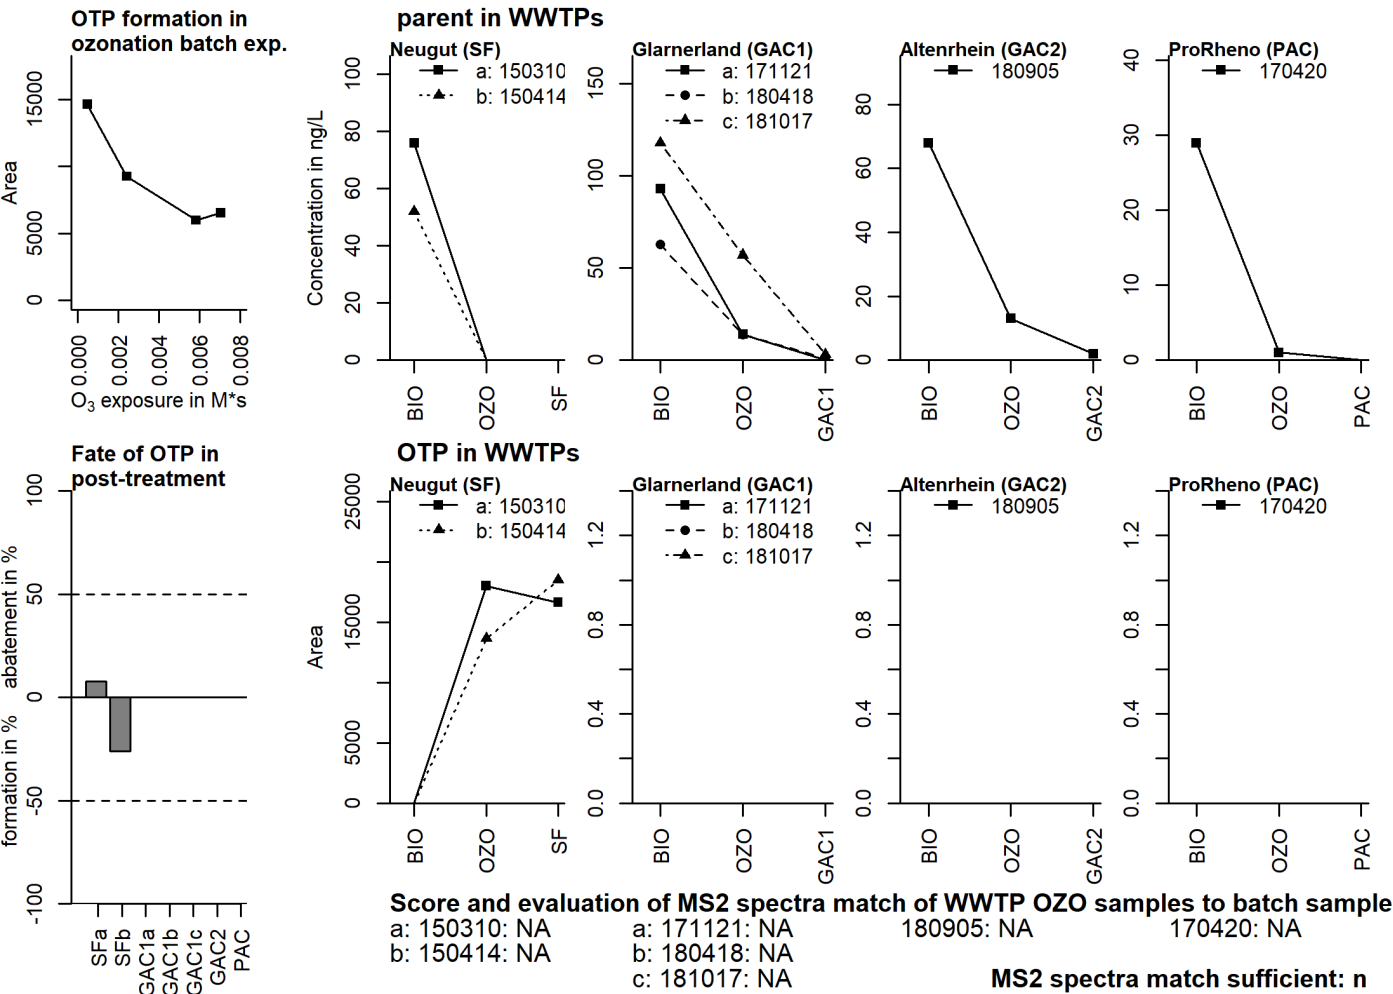 OTP formation in
ozonation batch exp.
Area
0
5000
15000
0.000
0.002
0.004
0.006
0.008
O₃ exposure in M*s
parent in WWTPs
Neugut (SF)
a: 150310
b: 150414
Concentration in ng/L
0
20
40
60
80
100
BIO
OZO
SF
Glarnerland (GAC1)
a: 171121
b: 180418
c: 181017
0
50
100
150
BIO
OZO
GAC1
Altenrhein (GAC2)
180905
0
20
40
60
80
BIO
OZO
GAC2
ProRheno (PAC)
170420
0
10
20
30
40
BIO
OZO
PAC
Fate of OTP in
post-treatment
formation in %
abatement in %
-100
-50
0
50
100
SFa
SFb
GAC1a
GAC1b
GAC1c
GAC2
PAC
OTP in WWTPs
Neugut (SF)
a: 150310
b: 150414
Area
0
5000
15000
25000
BIO
OZO
SF
Glarnerland (GAC1)
a: 171121
b: 180418
c: 181017
0.0
0.4
0.8
1.2
BIO
OZO
GAC1
Altenrhein (GAC2)
180905
0.0
0.4
0.8
1.2
BIO
OZO
GAC2
ProRheno (PAC)
170420
0.0
0.4
0.8
1.2
BIO
OZO
PAC
Score and evaluation of MS2 spectra match of WWTP OZO samples to batch sample
a: 150310: NA
b: 150414: NA
a: 171121: NA
b: 180418: NA
c: 181017: NA
180905: NA
170420: NA
MS2 spectra match sufficient: n